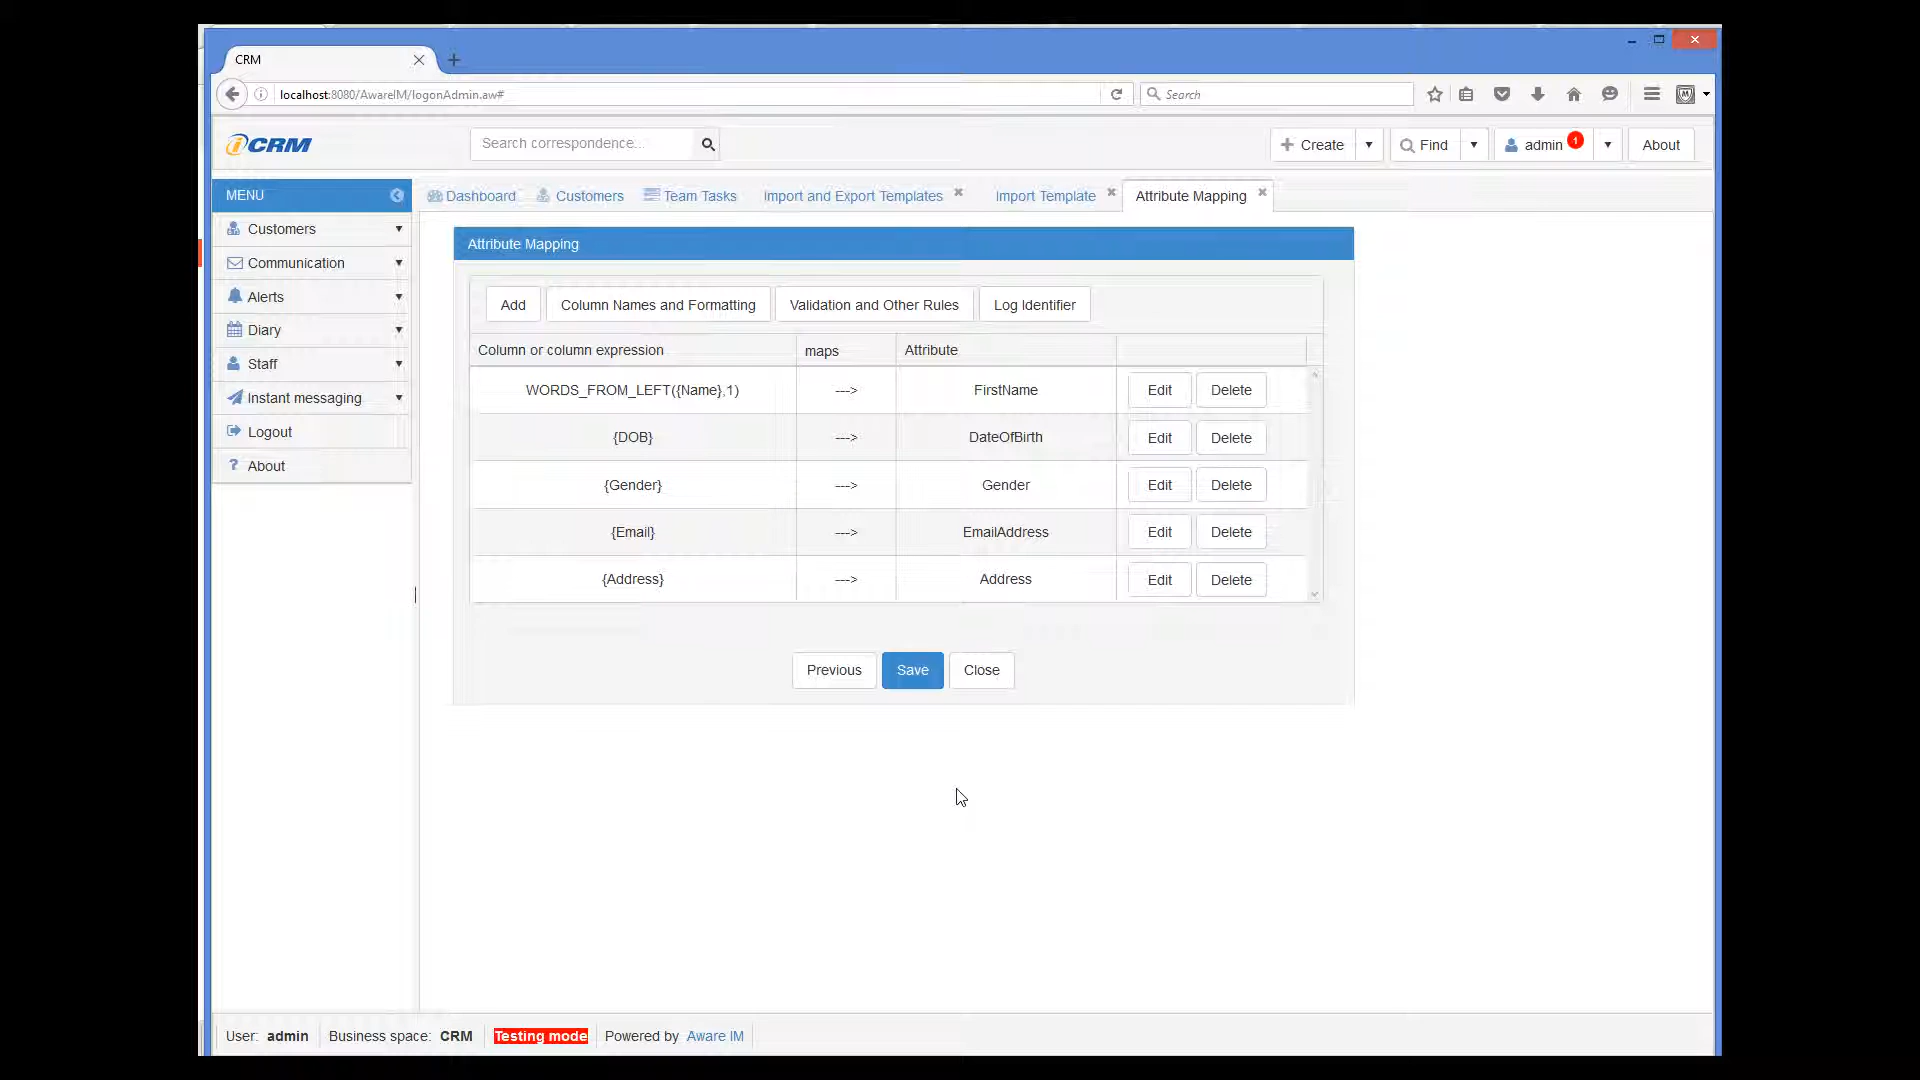 CRM
localhost:8080/AwareIM/logonAdmin.aw#
Search
iCRM
Search correspondence...
Create
Find
admin 1
About
MENU
Dashboard
Customers
Team Tasks
Import and Export Templates
Import Template
Attribute Mapping
Customers
Communication
Alerts
Diary
Staff
Instant messaging
Logout
? About
Attribute Mapping
Add
Column Names and Formatting
Validation and Other Rules
Log Identifier
Column or column expression maps Attribute
WORDS_FROM_LEFT({Name},1) ---> FirstName Edit Delete
{DOB} ---> DateOfBirth Edit Delete
{Gender} ---> Gender Edit Delete
{Email} ---> EmailAddress Edit Delete
{Address} ---> Address Edit Delete
Previous Save Close
User: admin Business space: CRM Testing mode Powered by Aware IM